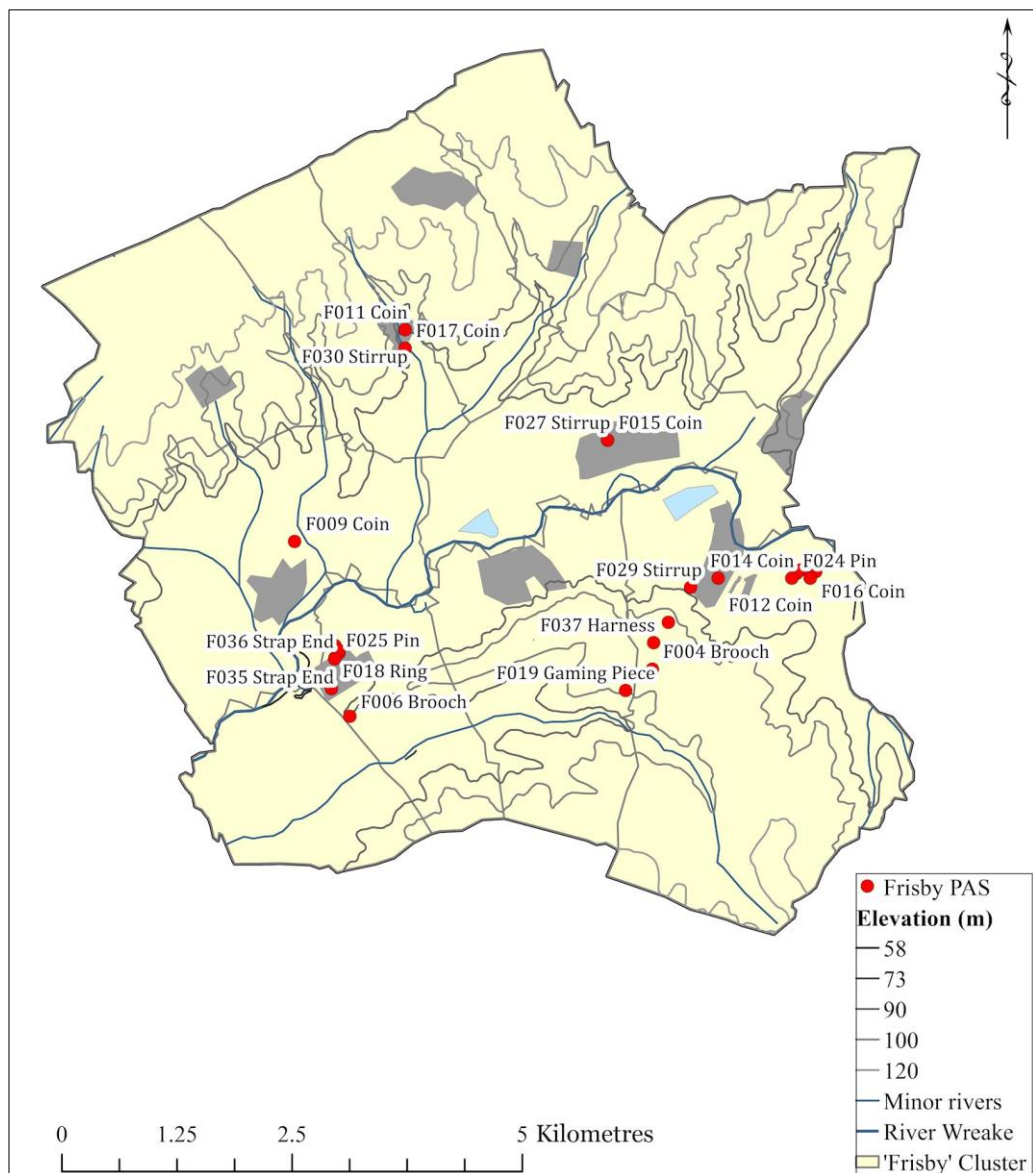 F011 Coin
F017 Coin
F030 Stirrup
F027 Stirrup F015 Coin
F009 Coin
F014 Coin F024 Pin
F029 Stirrup
F012 Coin F016 Coin
F037 Harness
F036 Strap End F025 Pin
F004 Brooch
F035 Strap End F018 Ring
F019 Gaming Piece
F006 Brooch
Frisby PAS
Elevation (m)
58
73
90
100
120
Minor rivers
River Wreake
'Frisby' Cluster
0 1.25 2.5 5 Kilometres